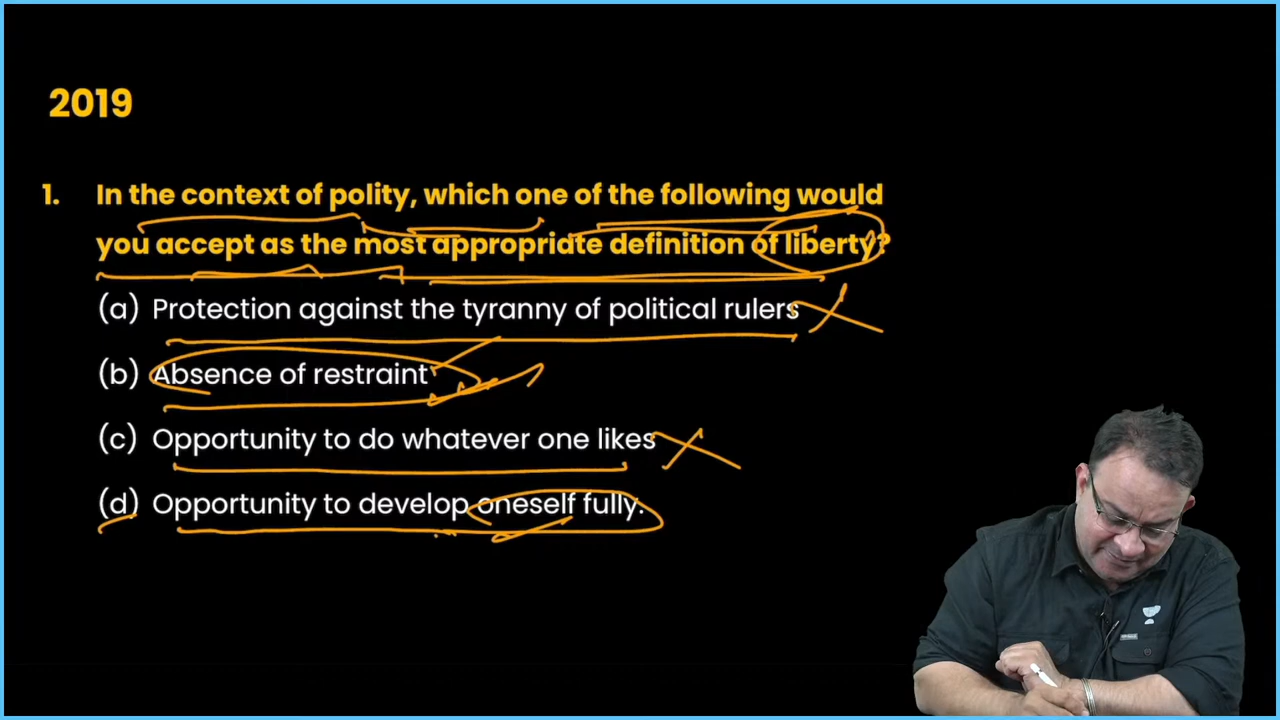 2019
1. In the context of polity, which one of the following would
you accept as the most appropriate definition of liberty?
(a) Protection against the tyranny of political rulers
(b) Absence of restraint
(c) Opportunity to do whatever one likes
(d) Opportunity to develop oneself fully.